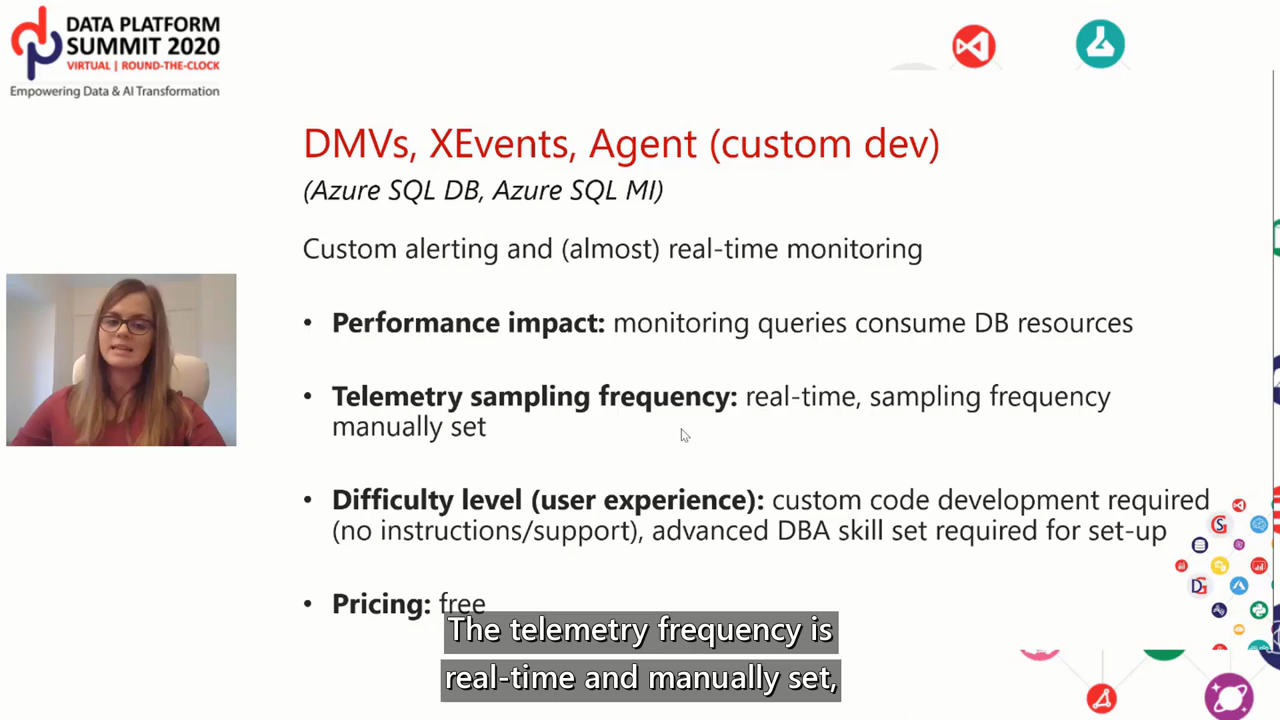 DATA PLATFORM
SUMMIT 2020
VIRTUAL | ROUND-THE-CLOCK
Empowering Data & AI Transformation
DMVs, XEvents, Agent (custom dev)
(Azure SQL DB, Azure SQL MI)
Custom alerting and (almost) real-time monitoring
• Performance impact: monitoring queries consume DB resources
• Telemetry sampling frequency: real-time, sampling frequency
manually set
• Difficulty level (user experience): custom code development required
(no instructions/support), advanced DBA skill set required for set-up
• Pricing: free
The telemetry frequency is
real-time and manually set,